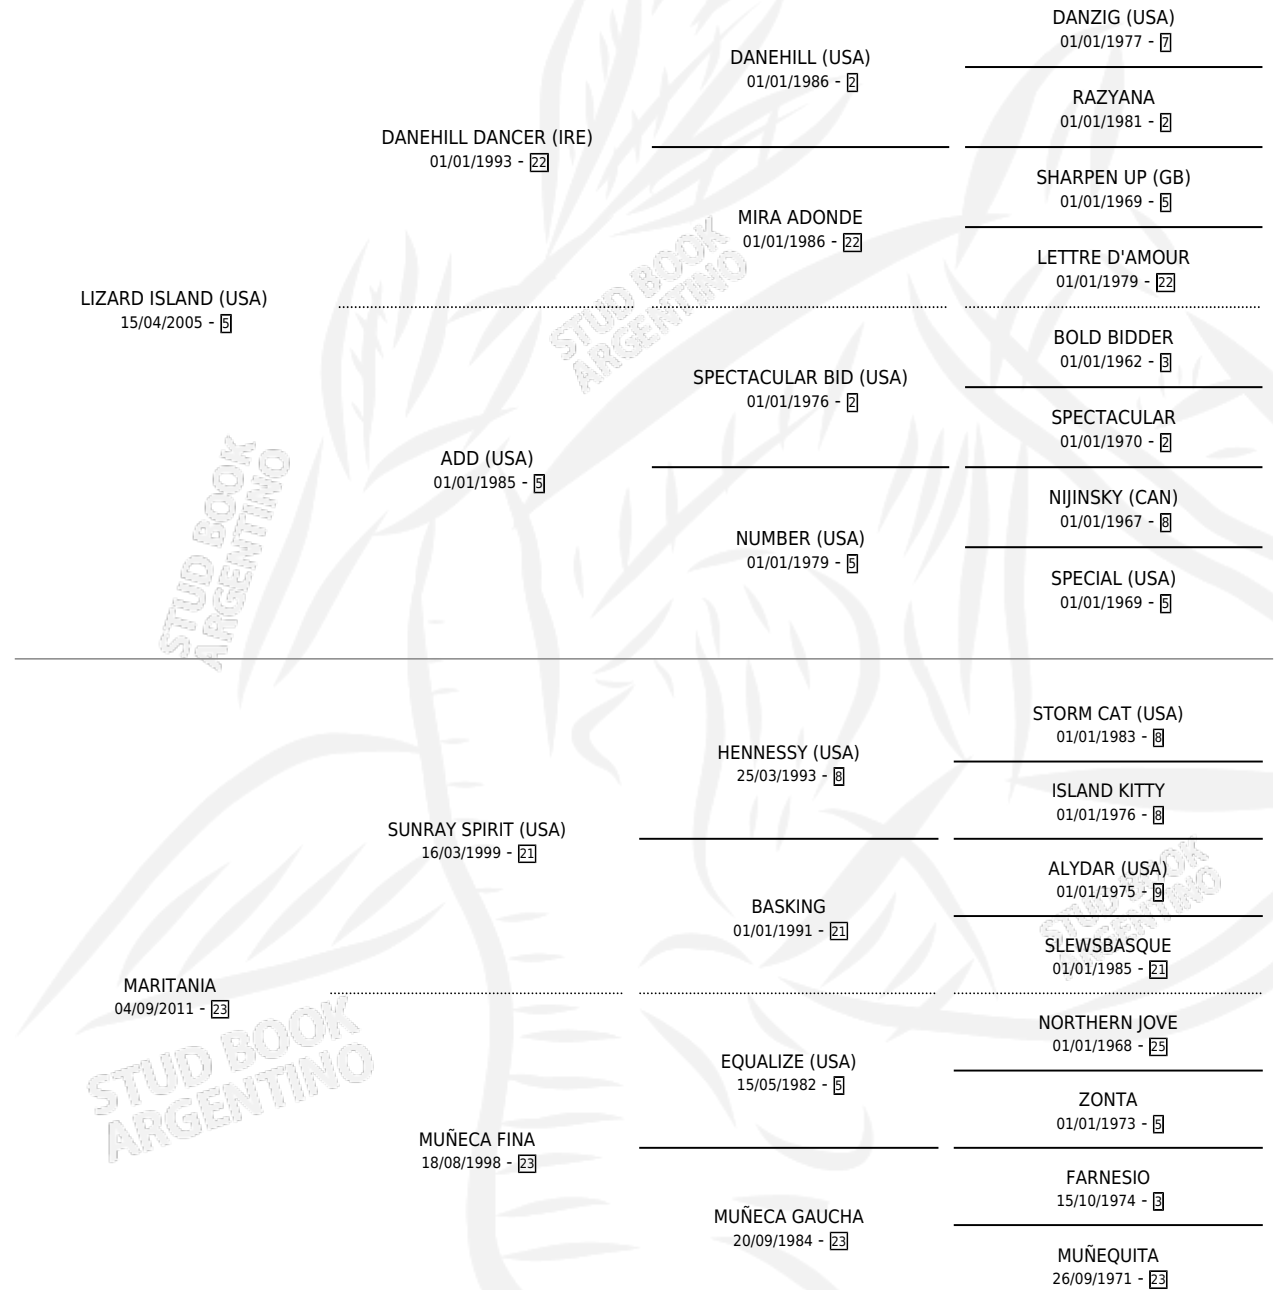 DANZIG (USA)
01/01/1977 - 7
DANEHILL (USA)
01/01/1986 - 2
RAZYANA
01/01/1981 - 2
DANEHILL DANCER (IRE)
01/01/1993 - 22
SHARPEN UP (GB)
01/01/1969 - 5
MIRA ADONDE
01/01/1986 - 22
LETTRE D'AMOUR
01/01/1979 - 22
LIZARD ISLAND (USA)
15/04/2005 - 5
STUD BOOK
ARGENTINO
BOLD BIDDER
01/01/1962 - 3
SPECTACULAR BID (USA)
01/01/1976 - 2
SPECTACULAR
01/01/1970 - 2
ADD (USA)
01/01/1985 - 5
NIJINSKY (CAN)
01/01/1967 - 8
NUMBER (USA)
01/01/1979 - 5
SPECIAL (USA)
01/01/1969 - 5
STUD BOOK
ARGENTINO
STORM CAT (USA)
01/01/1983 - 8
HENNESSY (USA)
25/03/1993 - 8
ISLAND KITTY
01/01/1976 - 8
SUNRAY SPIRIT (USA)
16/03/1999 - 21
ALYDAR (USA)
01/01/1975 - 9
BASKING
01/01/1991 - 21
STUD BOOK
ARGENTINO
SLEWSBASQUE
01/01/1985 - 21
MARITANIA
04/09/2011 - 23
STUD BOOK
ARGENTINO
NORTHERN JOVE
01/01/1968 - 25
EQUALIZE (USA)
15/05/1982 - 5
ZONTA
01/01/1973 - 5
MUÑECA FINA
18/08/1998 - 23
FARNESIO
15/10/1974 - 3
MUÑECA GAUCHA
20/09/1984 - 23
MUÑEQUITA
26/09/1971 - 23